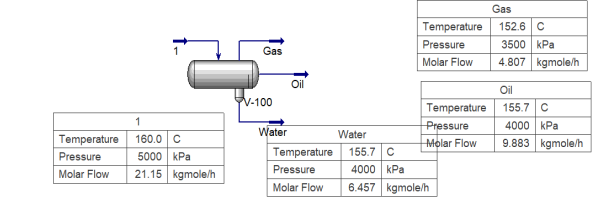 Gas
Temperature 152.6 C
Pressure 3500 kPa
Molar Flow 4.807 kgmole/h
1
Gas
Oil
V-100
Water
Oil
Temperature 155.7 C
Pressure 4000 kPa
Molar Flow 9.883 kgmole/h
1
Temperature 160.0 C
Pressure 5000 kPa
Molar Flow 21.15 kgmole/h
Water
Temperature 155.7 C
Pressure 4000 kPa
Molar Flow 6.457 kgmole/h